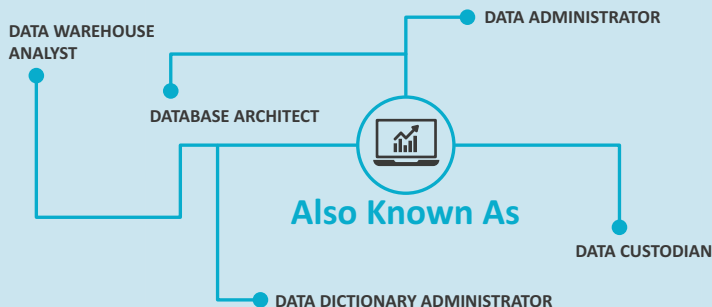 DATA ADMINISTRATOR
DATA WAREHOUSE
ANALYST
DATABASE ARCHITECT
Also Known As
DATA CUSTODIAN
DATA DICTIONARY ADMINISTRATOR